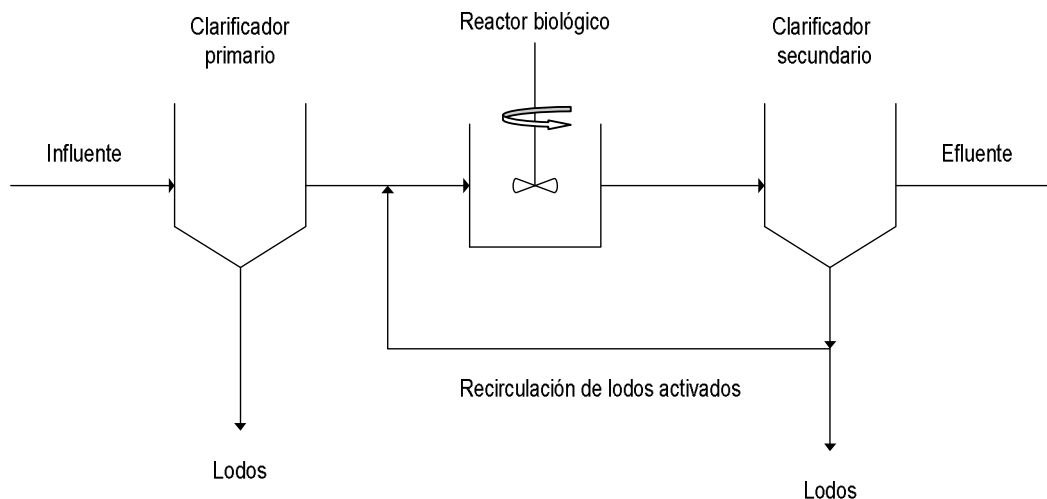 Clarificador
primario
Reactor biológico
Clarificador
secundario
Influente
Efluente
Recirculación de lodos activados
Lodos
Lodos